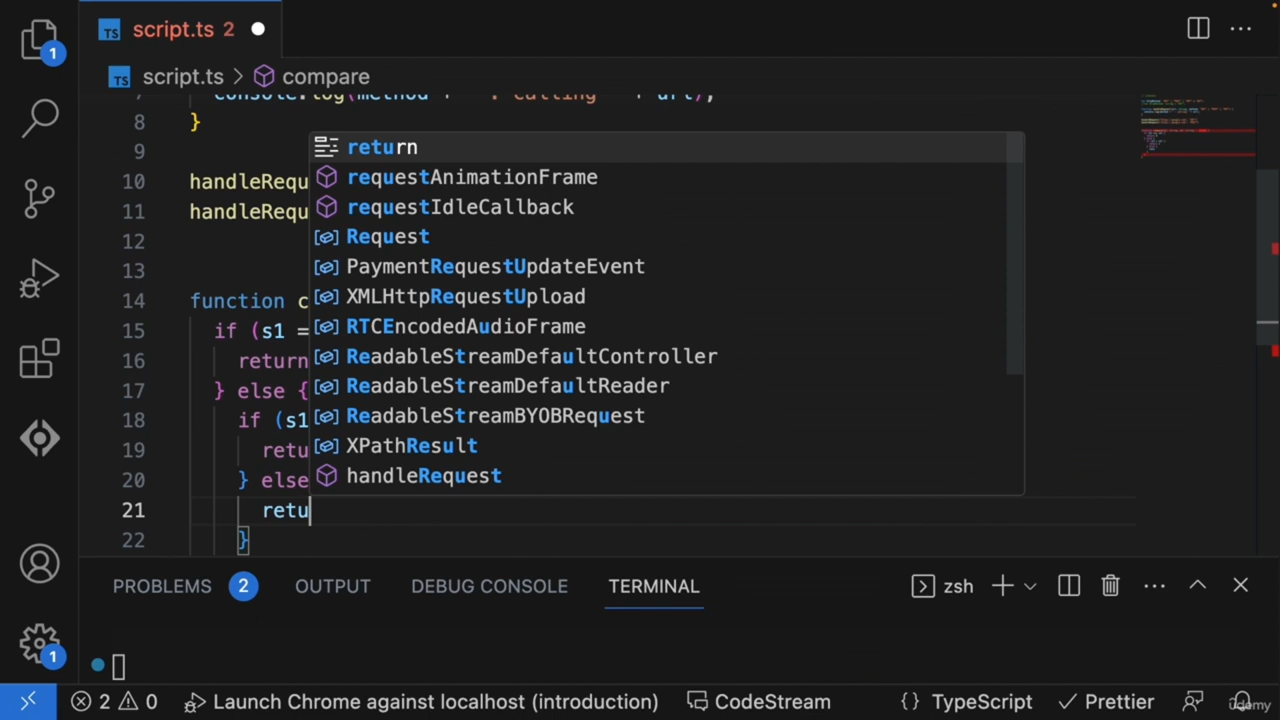 script.ts 2
script.ts > compare
8 }
return
9
requestAnimationFrame
10 handleRequ
requestIdleCallback
11 handleRequ
Request
12
PaymentRequestUpdateEvent
13
XMLHttpRequestUpload
14 function c
RTCEncodedAudioFrame
15 if (s1 =
ReadableStreamDefaultController
16 return
ReadableStreamDefaultReader
17 } else {
ReadableStreamBYOBRequest
18 if (s1
XPathResult
19 retu
handleRequest
20 } else
21 retu
22 }
PROBLEMS 2 OUTPUT DEBUG CONSOLE TERMINAL zsh
1
1
2 0 Launch Chrome against localhost (introduction) CodeStream {} TypeScript Prettier
udemy